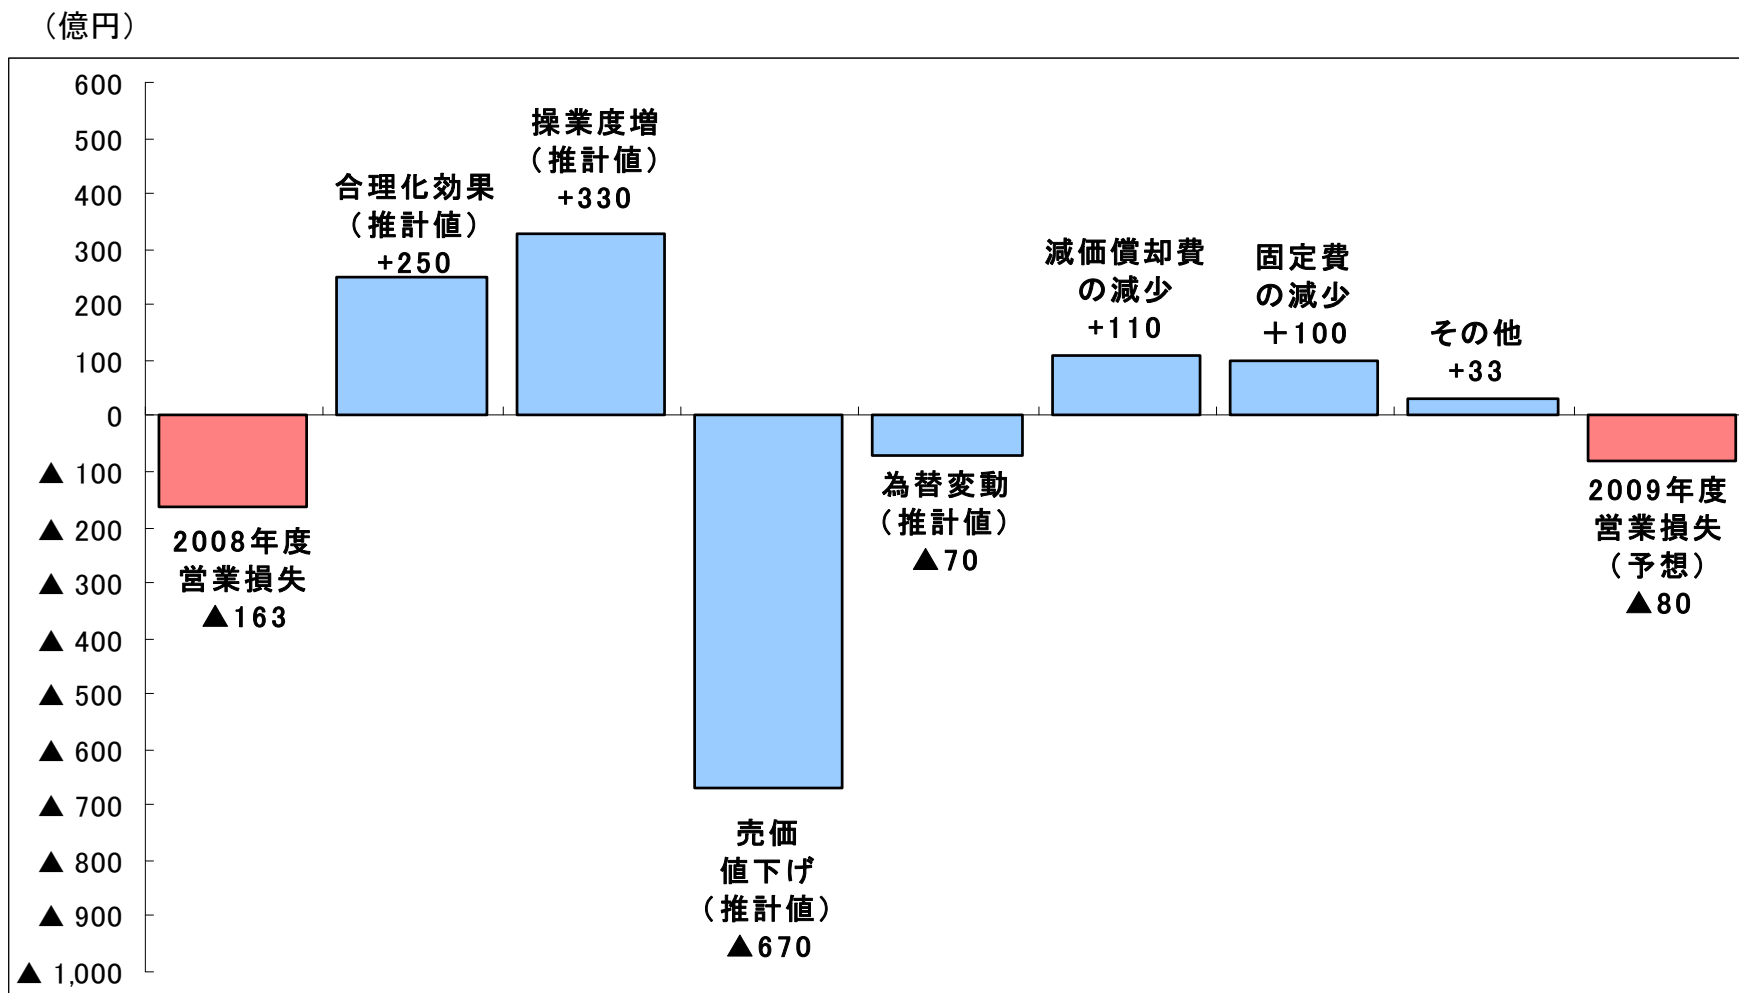 （億円）
600
500
400
300
200
100
0
▲ 100
▲ 200
▲ 300
▲ 400
▲ 500
▲ 600
▲ 700
▲ 800
▲ 900
▲ 1,000
2008年度
営業損失
▲163
合理化効果
（推計値）
+250
操業度増
（推計値）
+330
売価
値下げ
（推計値）
▲670
為替変動
（推計値）
▲70
減価償却費
の減少
+110
固定費
の減少
＋100
その他
+33
2009年度
営業損失
（予想）
▲80